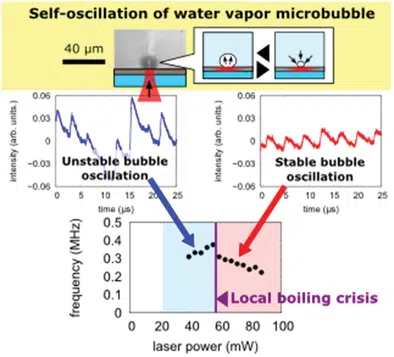 Self-oscillation of water vapor microbubble
40 μm
intensity (arb. units.)
0.06
0.03
0
−0.03
−0.06
Unstable bubble
oscillation
0 5 10 15 20 25
time (μs)
intensity (arb. units.)
0.06
0.03
0
−0.03
−0.06
Stable bubble
oscillation
0 5 10 15 20 25
time (μs)
frequency (MHz)
0.5
0.4
0.3
0.2
0.1
0
Local boiling crisis
0 20 40 60 80 100
laser power (mW)